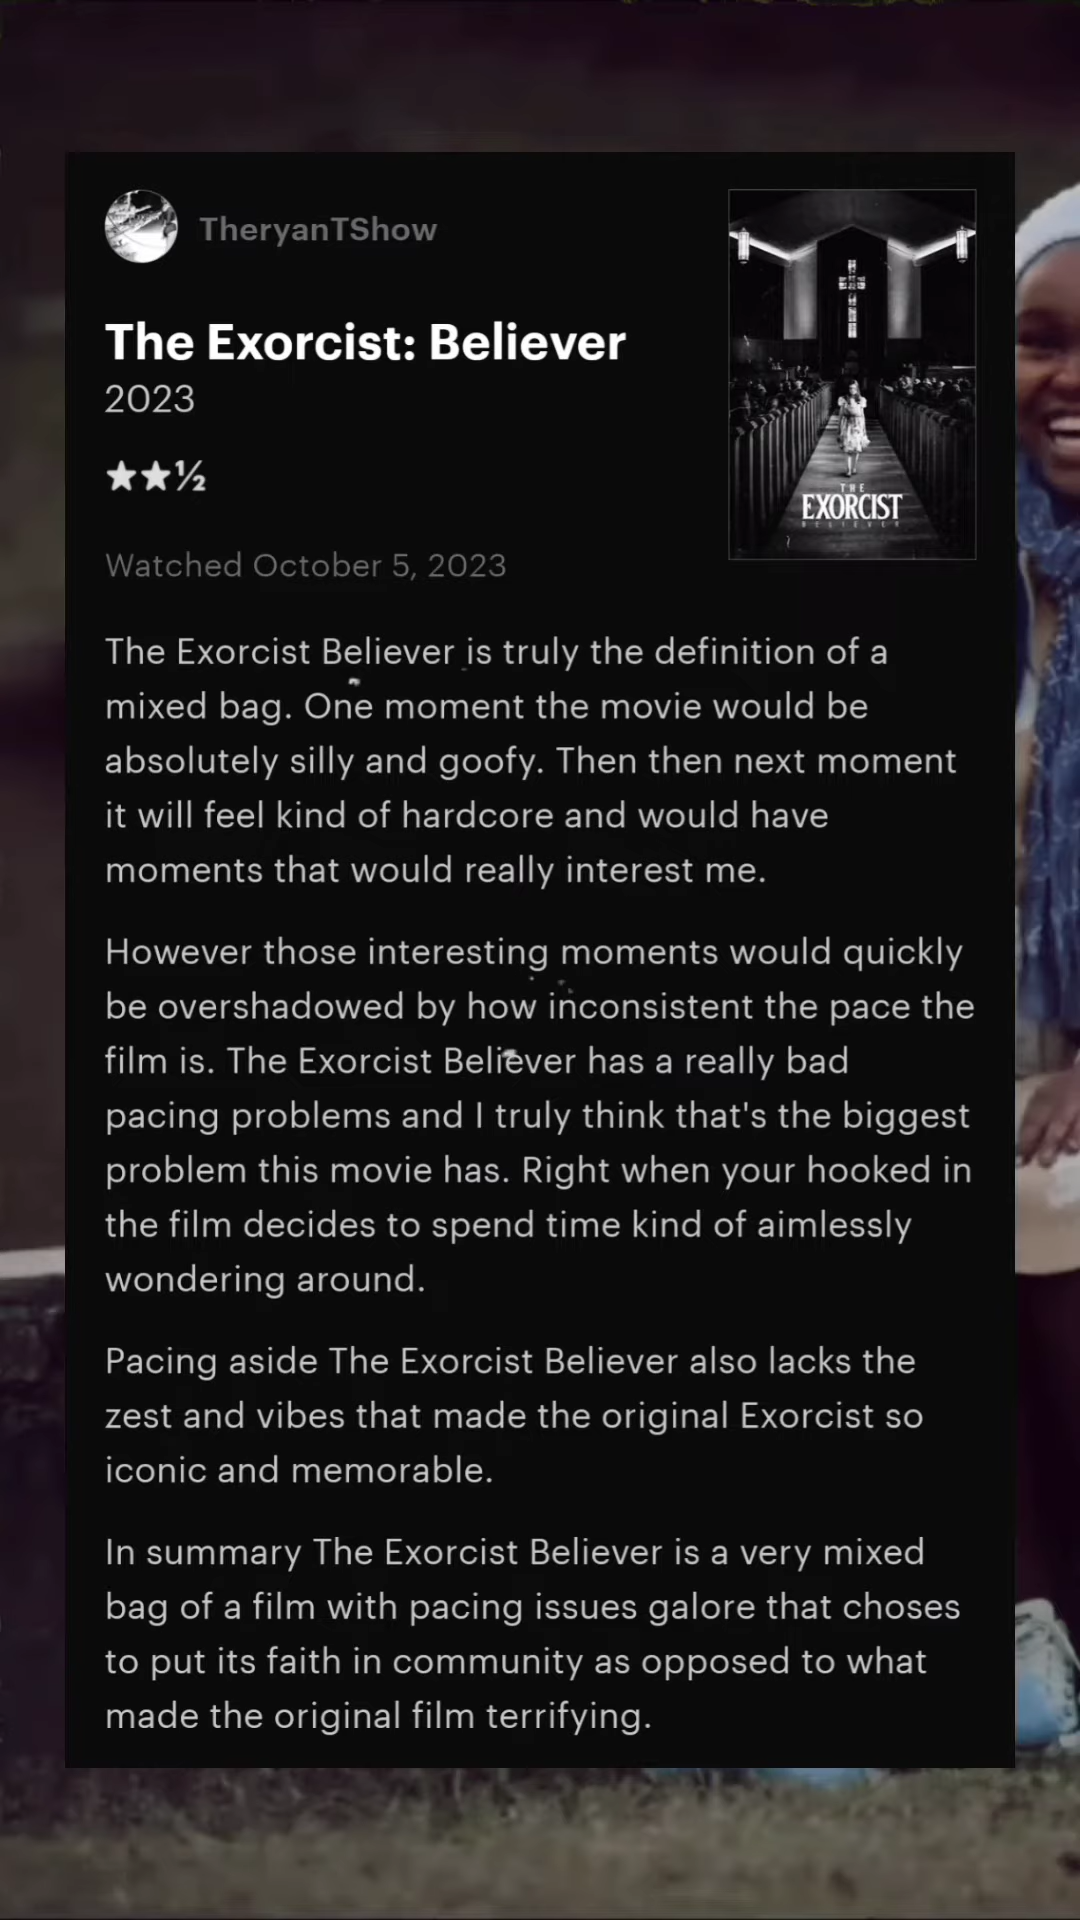 TheryanTShow
The Exorcist: Believer
2023
★★½
Watched October 5, 2023
THE
EXORCIST
BELIEVER
The Exorcist Believer is truly the definition of a
mixed bag. One moment the movie would be
absolutely silly and goofy. Then then next moment
it will feel kind of hardcore and would have
moments that would really interest me.
However those interesting moments would quickly
be overshadowed by how inconsistent the pace the
film is. The Exorcist Believer has a really bad
pacing problems and I truly think that's the biggest
problem this movie has. Right when your hooked in
the film decides to spend time kind of aimlessly
wondering around.
Pacing aside The Exorcist Believer also lacks the
zest and vibes that made the original Exorcist so
iconic and memorable.
In summary The Exorcist Believer is a very mixed
bag of a film with pacing issues galore that choses
to put its faith in community as opposed to what
made the original film terrifying.